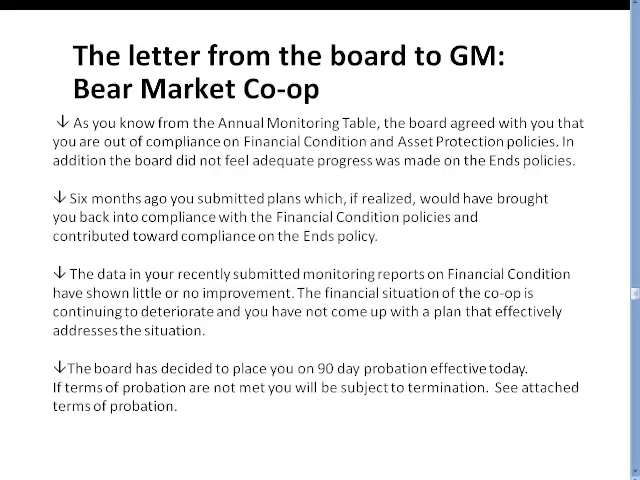 The letter from the board to GM:
Bear Market Co-op
↓ As you know from the Annual Monitoring Table, the board agreed with you that
you are out of compliance on Financial Condition and Asset Protection policies. In
addition the board did not feel adequate progress was made on the Ends policies.
↓ Six months ago you submitted plans which, if realized, would have brought
you back into compliance with the Financial Condition policies and
contributed toward compliance on the Ends policy.
↓ The data in your recently submitted monitoring reports on Financial Condition
have shown little or no improvement. The financial situation of the co-op is
continuing to deteriorate and you have not come up with a plan that effectively
addresses the situation.
↓The board has decided to place you on 90 day probation effective today.
If terms of probation are not met you will be subject to termination. See attached
terms of probation.